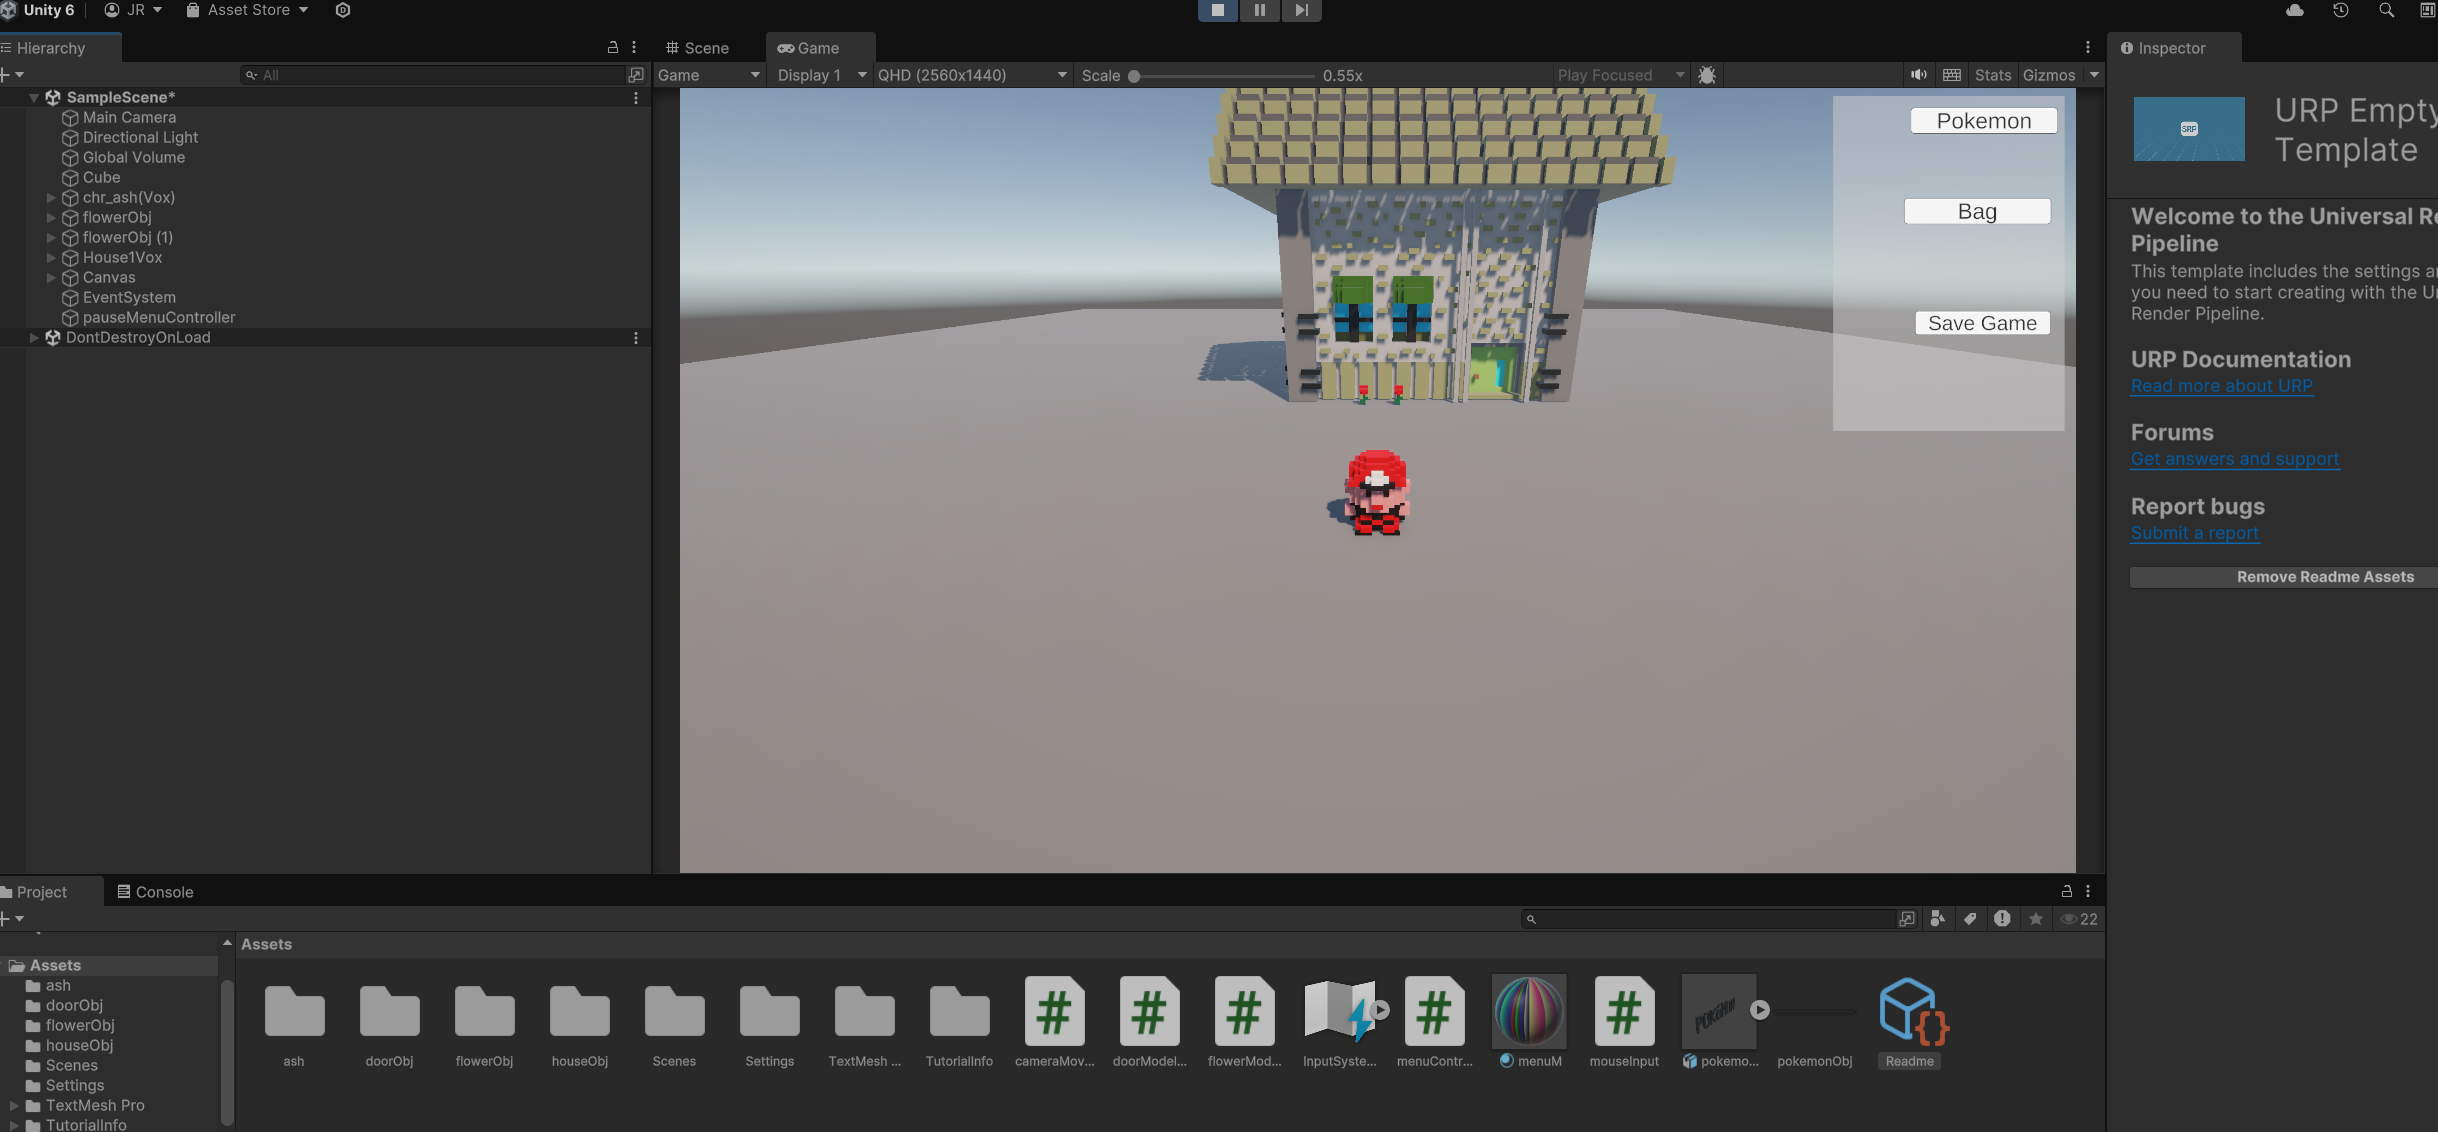 Unity 6
JR
Asset Store
Hierarchy
All
SampleScene*
Main Camera
Directional Light
Global Volume
Cube
chr_ash(Vox)
flowerObj
flowerObj (1)
House1Vox
Canvas
EventSystem
pauseMenuController
DontDestroyOnLoad
Scene
Game
Game
Display 1
QHD (2560x1440)
Scale
0.55x
Play Focused
Stats
Gizmos
Pokemon
Bag
Save Game
Inspector
SRP
URP Empty
Template
Welcome to the Universal Re
Pipeline
This template includes the settings a
you need to start creating with the U
Render Pipeline.
URP Documentation
Read more about URP
Forums
Get answers and support
Report bugs
Submit a report
Remove Readme Assets
Project
Console
22
Assets
ash
doorObj
flowerObj
houseObj
Scenes
Settings
TextMesh Pro
TutorialInfo
Assets
ash
doorObj
flowerObj
houseObj
Scenes
Settings
TextMesh ...
TutorialInfo
cameraMov...
doorModel...
flowerMod...
InputSyste...
menuContr...
menuM
mouseInput
POKéMON
pokemo...
pokemonObj
Readme